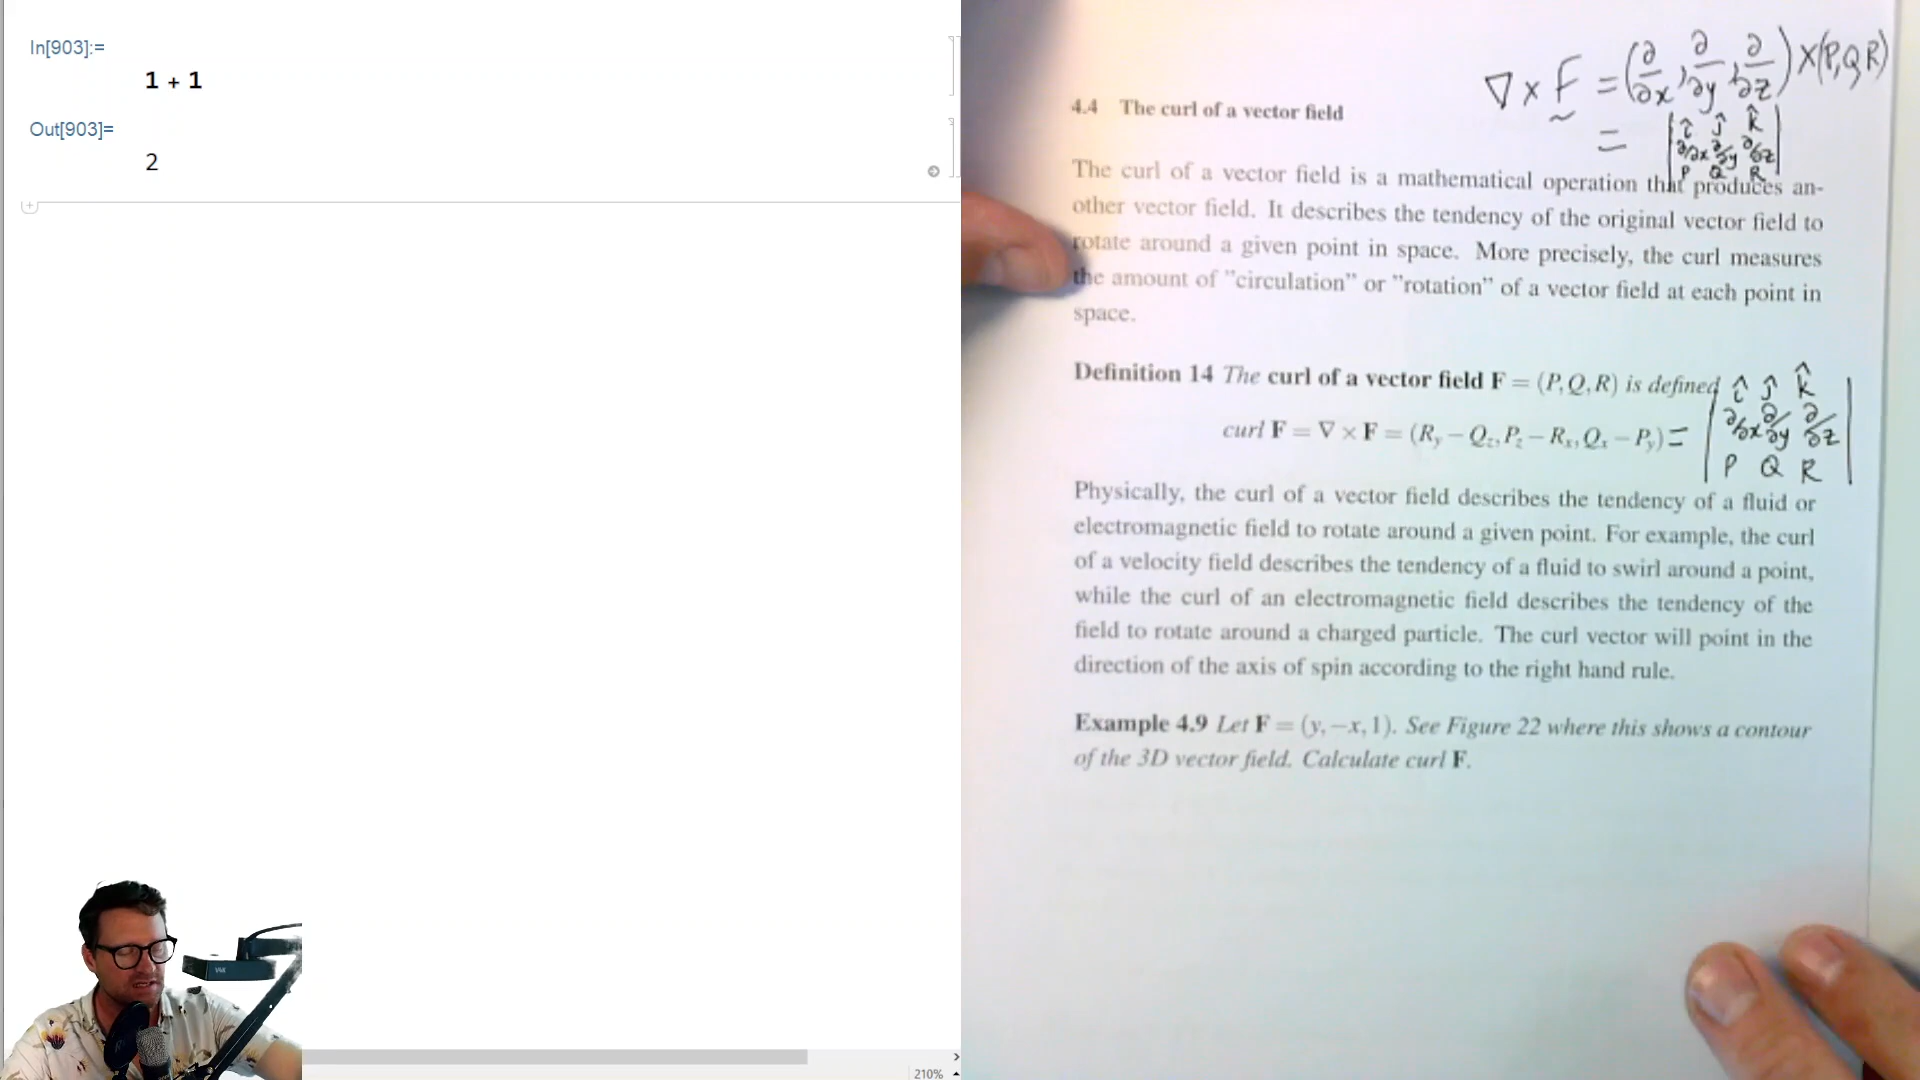 In[903]:=
1 + 1
Out[903]=
2
210%
∇ × F = (∂/∂x, ∂/∂y, ∂/∂z) × (P, Q R)
4.4 The curl of a vector field
= | î ĵ k̂ |
| ∂/∂x ∂/∂y ∂/∂z |
| P Q R |
The curl of a vector field is a mathematical operation that produces an-
other vector field. It describes the tendency of the original vector field to
rotate around a given point in space. More precisely, the curl measures
the amount of "circulation" or "rotation" of a vector field at each point in
space.
Definition 14 The curl of a vector field F = (P,Q,R) is defined
curl F = ∇ × F = (R_y − Q_z, P_z − R_x, Q_x − P_y) =
| î ĵ k̂ |
| ∂/∂x ∂/∂y ∂/∂z |
| P Q R |
Physically, the curl of a vector field describes the tendency of a fluid or
electromagnetic field to rotate around a given point. For example, the curl
of a velocity field describes the tendency of a fluid to swirl around a point,
while the curl of an electromagnetic field describes the tendency of the
field to rotate around a charged particle. The curl vector will point in the
direction of the axis of spin according to the right hand rule.
Example 4.9 Let F = (y,−x,1). See Figure 22 where this shows a contour
of the 3D vector field. Calculate curl F.